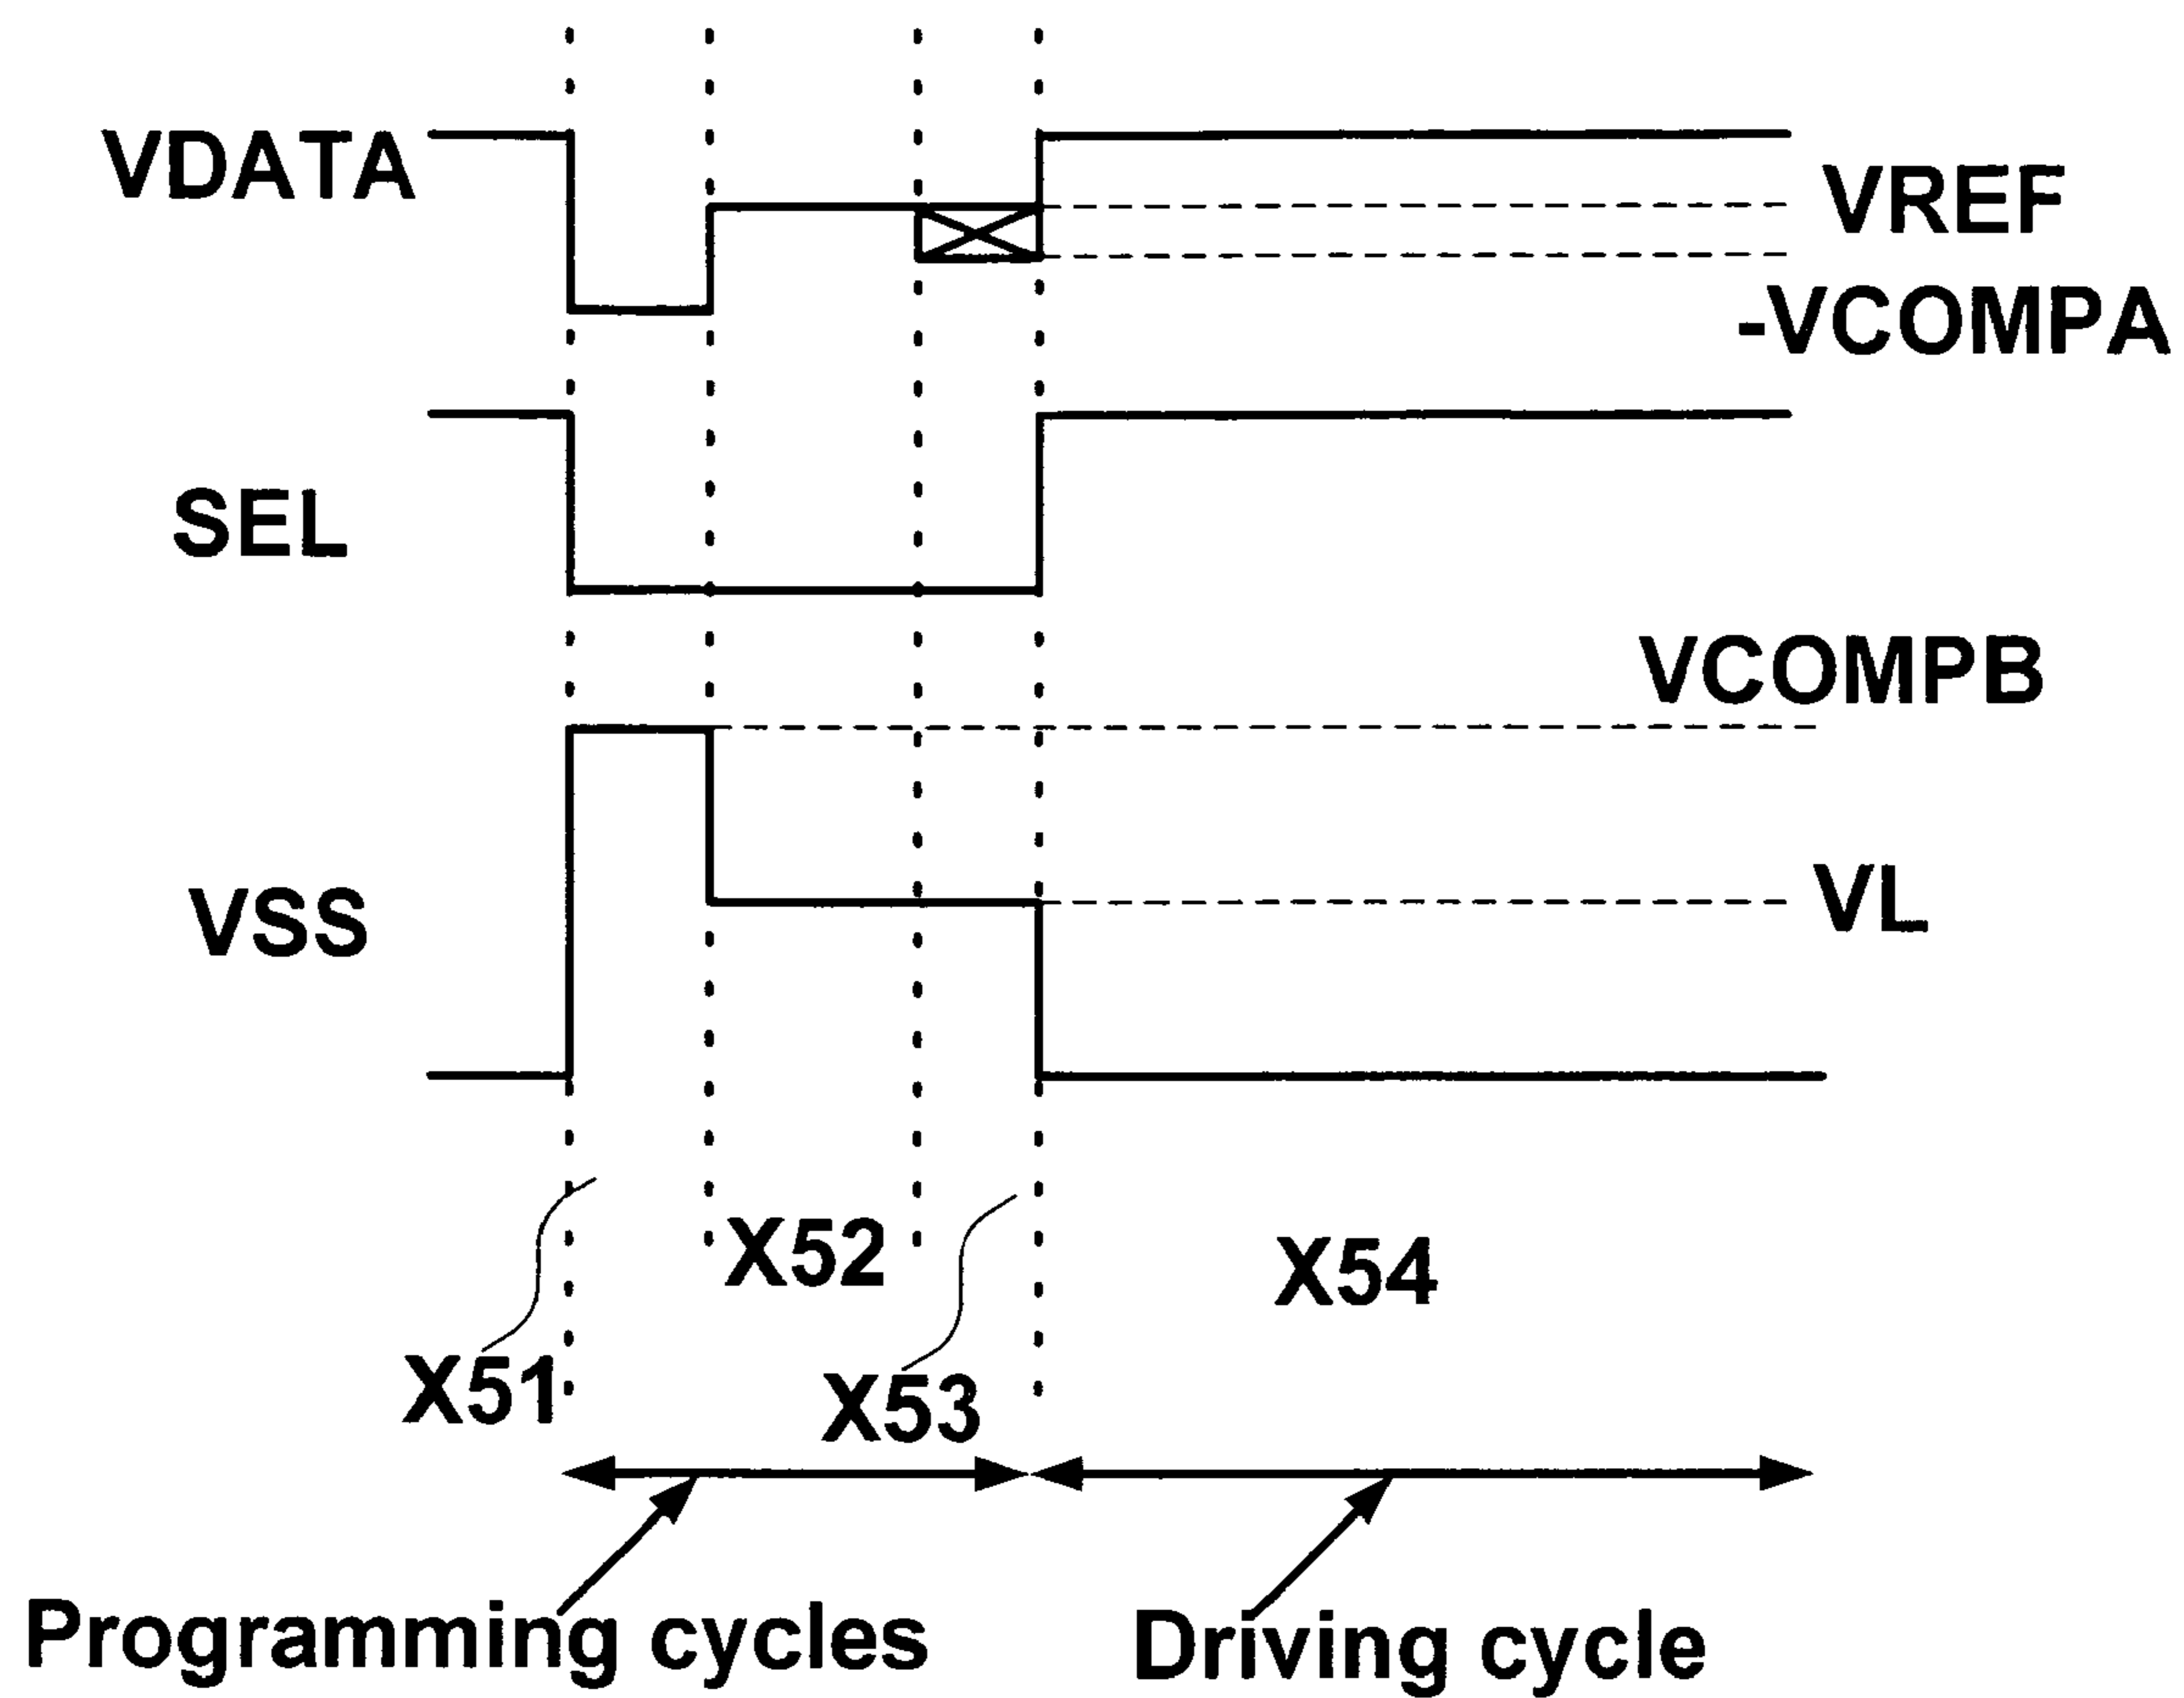 VDATA
VREF
-VCOMPA
SEL
VCOMPB
VSS
VL
X52
X54
X51
X53
Programming cycles
Driving cycle